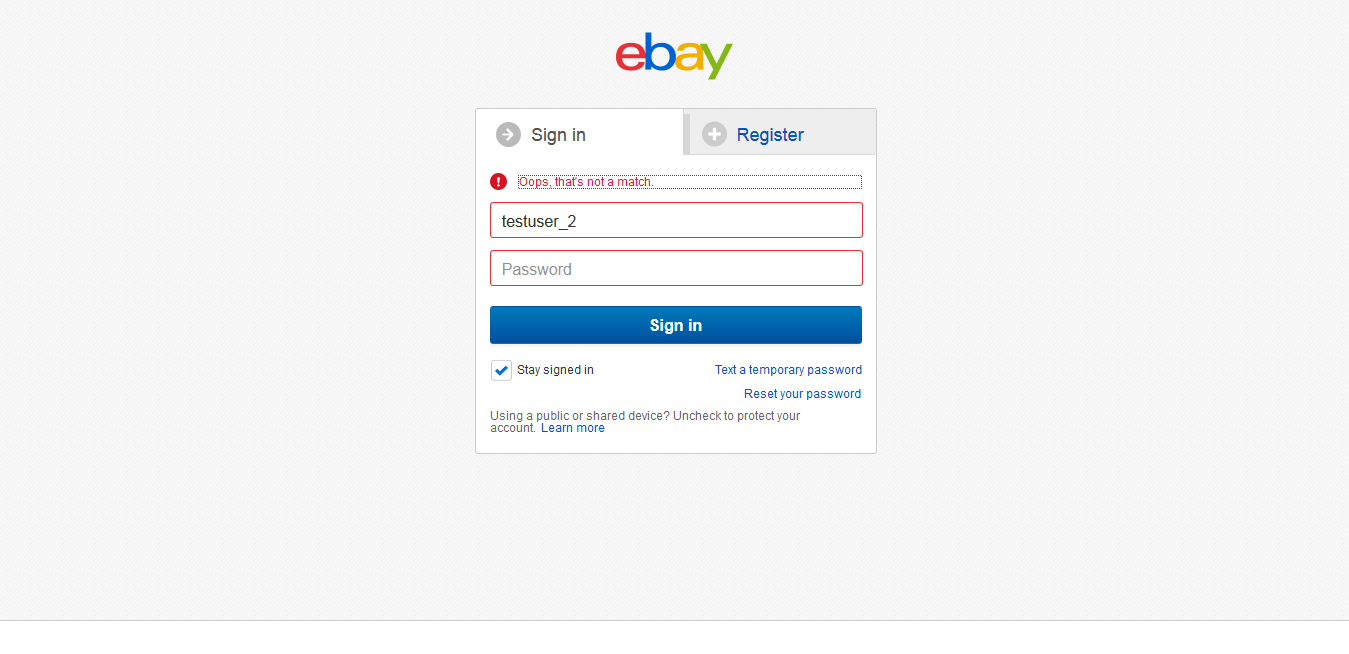 ebay
Sign in
Register
Oops, that's not a match.
testuser_2
Password
Sign in
Stay signed in
Text a temporary password
Reset your password
Using a public or shared device? Uncheck to protect your
account. Learn more